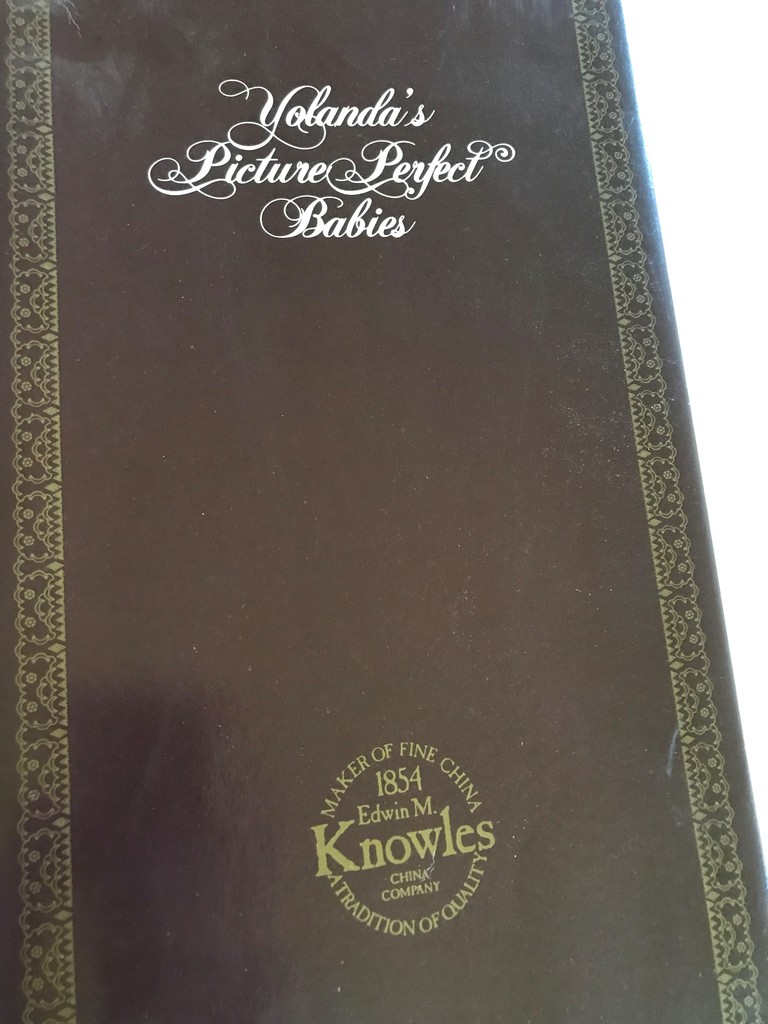 Yolanda's
Picture Perfect
Babies
MAKER OF FINE CHINA
1854
Edwin M.
Knowles
CHINA
COMPANY
A TRADITION OF QUALITY